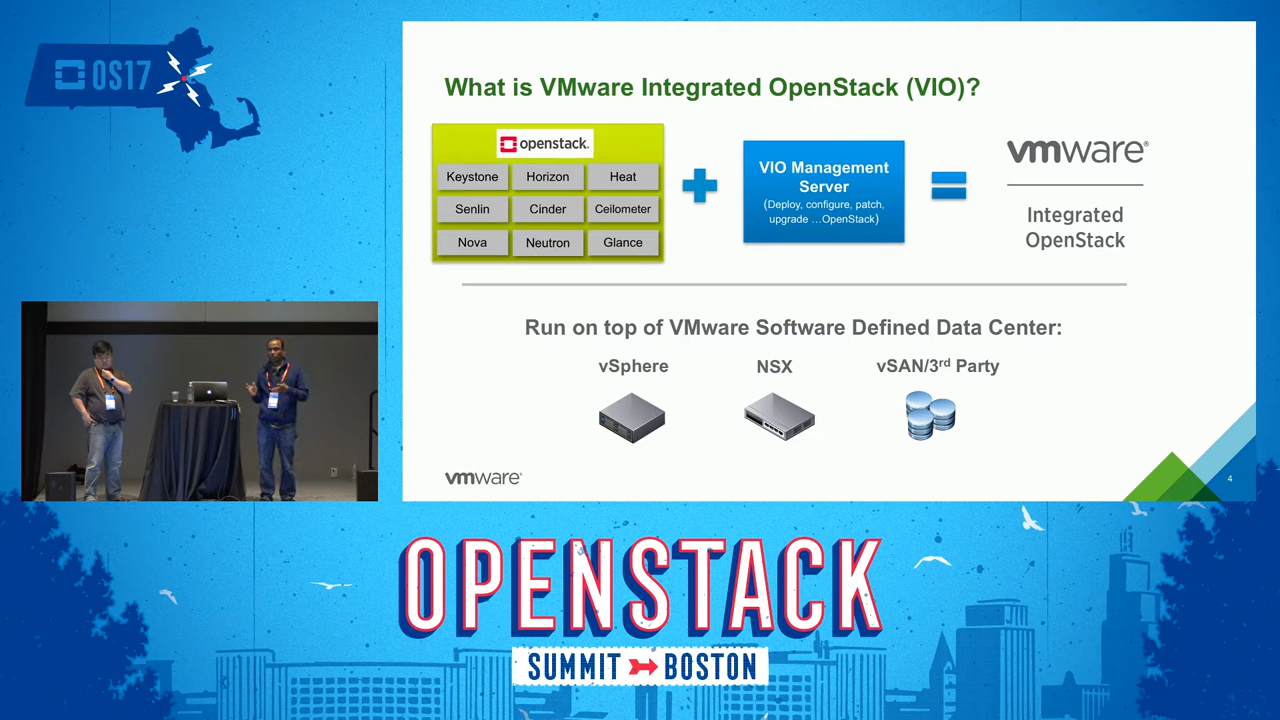 OS17
What is VMware Integrated OpenStack (VIO)?
openstack.
Keystone Horizon Heat
Senlin Cinder Ceilometer
Nova Neutron Glance
VIO Management
Server
(Deploy, configure, patch,
upgrade ...OpenStack)
vmware®
Integrated
OpenStack
Run on top of VMware Software Defined Data Center:
vSphere NSX vSAN/3rd Party
vmware®
4
OPENSTACK
SUMMIT BOSTON